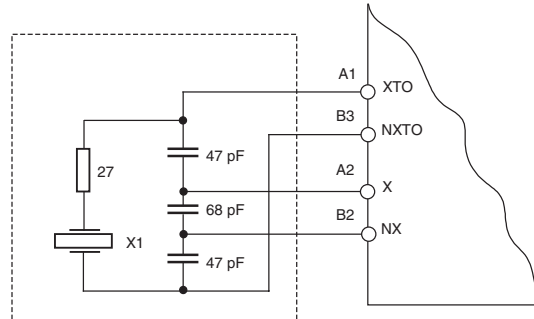 A1
XTO
B3
NXTO
47 pF
27
A2
X
68 pF
B2
NX
X1
47 pF